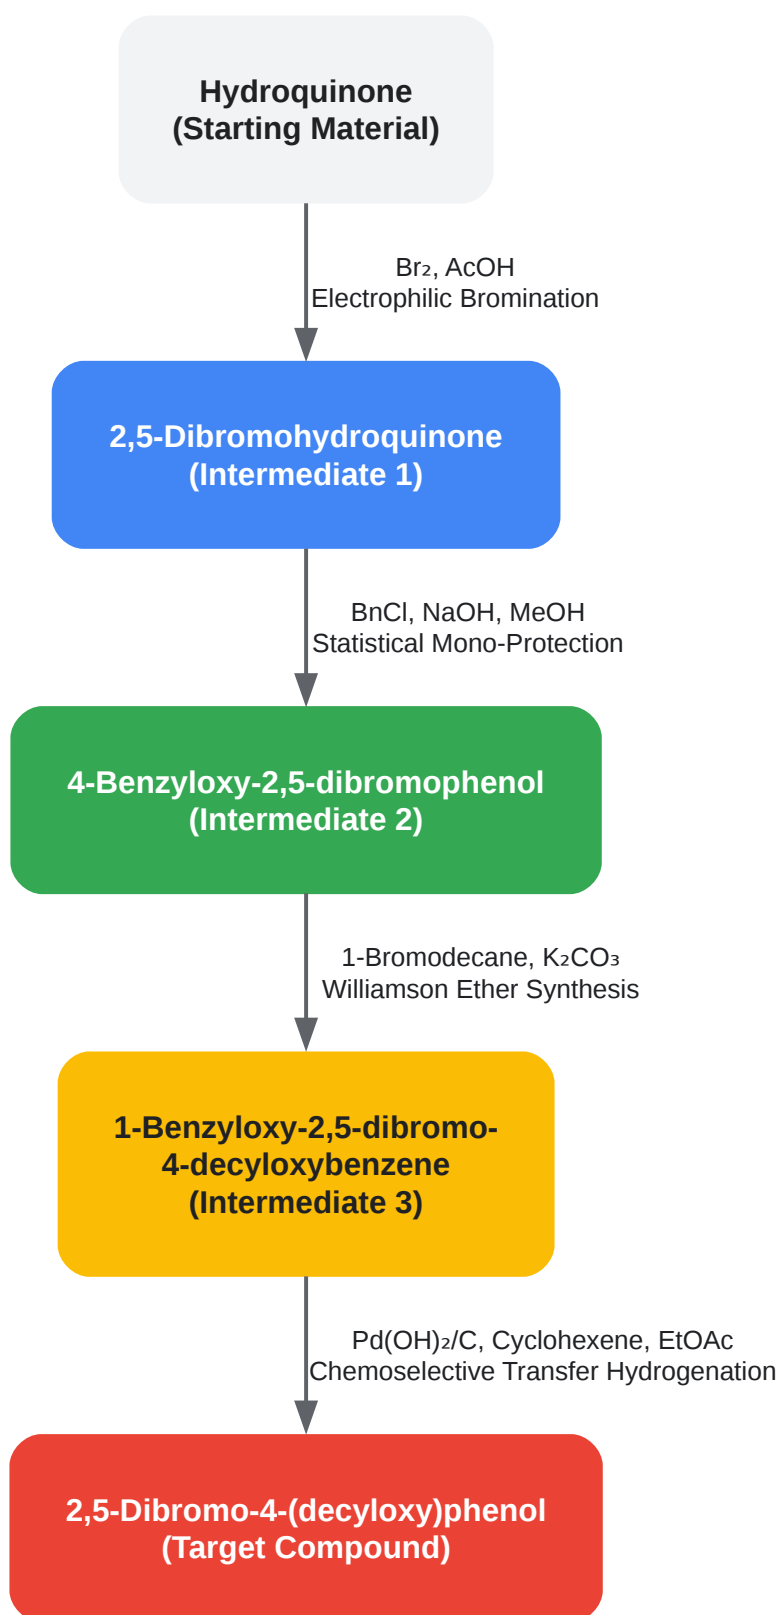 Hydroquinone
(Starting Material)
Br₂, AcOH
Electrophilic Bromination
2,5-Dibromohydroquinone
(Intermediate 1)
BnCl, NaOH, MeOH
Statistical Mono-Protection
4-Benzyloxy-2,5-dibromophenol
(Intermediate 2)
1-Bromodecane, K₂CO₃
Williamson Ether Synthesis
1-Benzyloxy-2,5-dibromo-
4-decyloxybenzene
(Intermediate 3)
Pd(OH)₂/C, Cyclohexene, EtOAc
Chemoselective Transfer Hydrogenation
2,5-Dibromo-4-(decyloxy)phenol
(Target Compound)